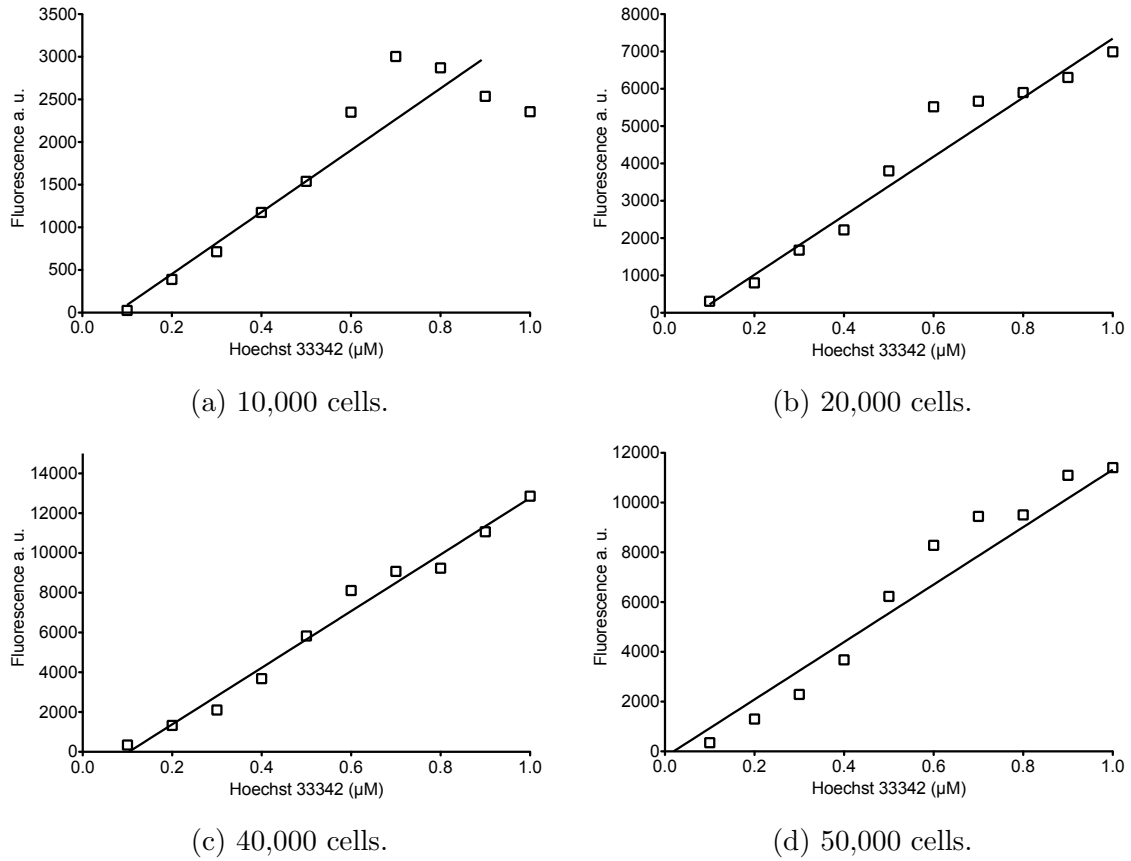 3500
3000
2500
2000
1500
1000
500
0
Fluorescence a. u.
0.0 0.2 0.4 0.6 0.8 1.0
Hoechst 33342 (µM)
(a) 10,000 cells.
8000
7000
6000
5000
4000
3000
2000
1000
0
Fluorescence a. u.
0.0 0.2 0.4 0.6 0.8 1.0
Hoechst 33342 (µM)
(b) 20,000 cells.
14000
12000
10000
8000
6000
4000
2000
0
Fluorescence a. u.
0.0 0.2 0.4 0.6 0.8 1.0
Hoechst 33342 (µM)
(c) 40,000 cells.
12000
10000
8000
6000
4000
2000
0
Fluorescence a. u.
0.0 0.2 0.4 0.6 0.8 1.0
Hoechst 33342 (µM)
(d) 50,000 cells.